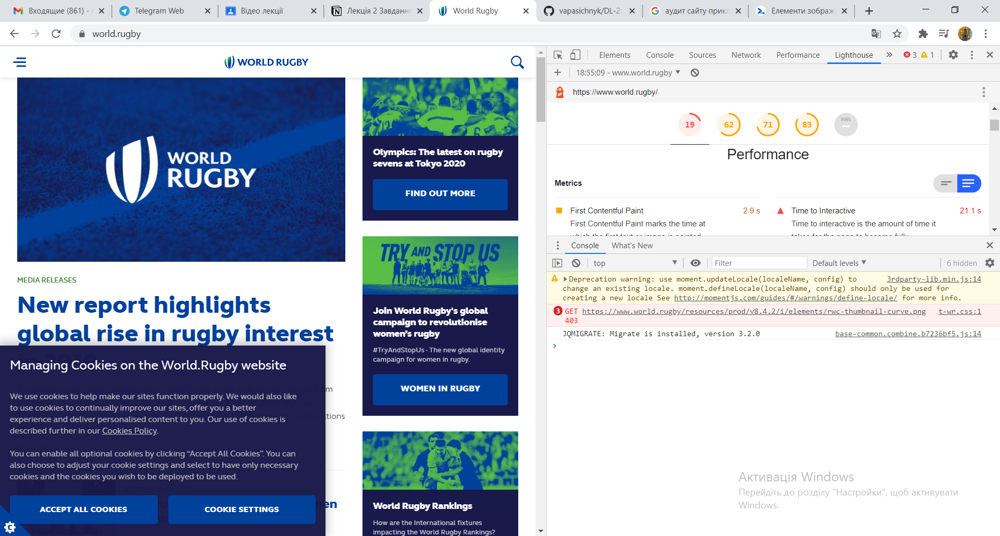 Входящие (861) -
Telegram Web
Відео лекції
Лекція 2 Завдання
World Rugby
vapasichnyk/DL-2
аудит сайту прик
Елементи зображ
world.rugby
WORLD RUGBY
WORLD
RUGBY
MEDIA RELEASES
New report highlights
global rise in rugby interest
Managing Cookies on the World.Rugby website
We use cookies to help make our sites function properly. We would also like
to use cookies to continually improve our sites, offer you a better
experience and deliver personalised content to you. Our use of cookies is
described further in our Cookies Policy.
You can enable all optional cookies by clicking “Accept All Cookies”. You can
also choose to adjust your cookie settings and select to have only necessary
cookies and the cookies you wish to be deployed to be used.
ACCEPT ALL COOKIES
COOKIE SETTINGS
Olympics: The latest on rugby
sevens at Tokyo 2020
FIND OUT MORE
TRY AND STOP US
Join World Rugby's global
campaign to revolutionise
women’s rugby
#TryAndStopUs - The new global identity
campaign for women in rugby.
WOMEN IN RUGBY
World Rugby Rankings
How are the International fixtures
impacting the World Rugby Rankings?
Elements Console Sources Network Performance Lighthouse » 3 1
18:55:09 - www.world.rugby
https://www.world.rugby/
19 62 71 83 PWA
Performance
Metrics
First Contentful Paint 2.9 s
First Contentful Paint marks the time at
which the first text or image is painted.
Time to Interactive 21.1 s
Time to interactive is the amount of time it
takes for the page to become fully
Console What's New
top Filter Default levels 6 hidden
Deprecation warning: use moment.updateLocale(localeName, config) to 3rdparty-lib.min.js:14
change an existing locale. moment.defineLocale(localeName, config) should only be used for
creating a new locale See http://momentjs.com/guides/#/warnings/define-locale/ for more info.
3 GET https://www.world.rugby/resources/prod/v8.4.2/i/elements/rwc-thumbnail-curve.png t-wr.css:1
403
JQMIGRATE: Migrate is installed, version 3.2.0 base-common.combine.b7236bf5.js:14
Активація Windows
Перейдіть до розділу "Настройки", щоб активувати
Windows.